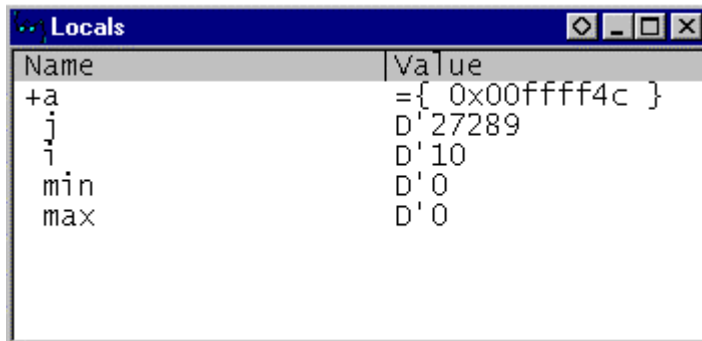 Locals
Name Value
+a ={ 0x00ffff4c }
j D'27289
i D'10
min D'0
max D'0